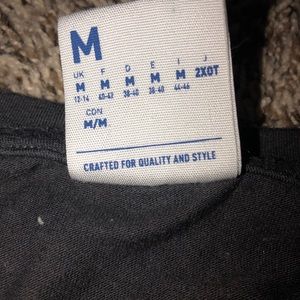 M
UK F D E I J
M M M M M 2XOT
12-14 40-42 38-40 38-40 44-46
CDN
M/M
CRAFTED FOR QUALITY AND STYLE